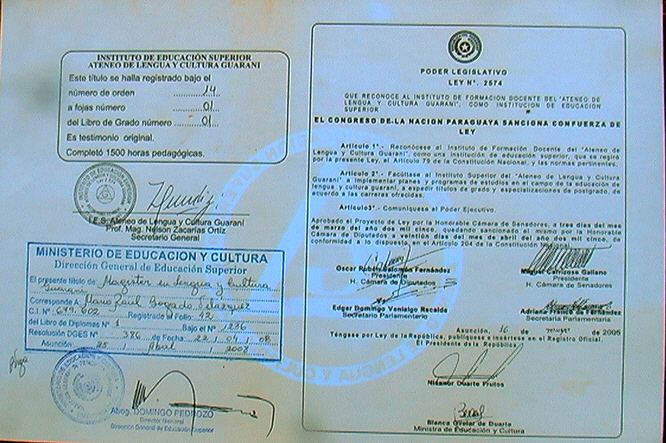 INSTITUTO DE EDUCACIÓN SUPERIOR
ATENEO DE LENGUA Y CULTURA GUARANI
Este título se halla registrado bajo el
número de orden 14
a fojas 01
del Libro de Grado número 01
Es testimonio original.
Completó 1500 horas pedagógicas.
I.E.S. Ateneo de Lengua y Cultura Guaraní
Prof. Mag. Nelson Zacarías Ortíz
Secretario General
MINISTERIO DE EDUCACION Y CULTURA
Dirección General de Educación Superior
El presente título de: Magister en Lengua y Cultura
Guaraní
Corresponde A: Mario Raúl Bogado Velázquez
C.I. Nº 649.602 Registrado Folio 42
del Libro de Diplomas Nº 1 Bajo el Nº 1236
Resolución DGES Nº 386 de Fecha 22/04/08
Asunción 25 Abril 2008
Abog. DOMINGO PEDROZO
Director General
Dirección General de Educación Superior
PODER LEGISLATIVO
LEY Nº. 2574
QUE RECONOCE AL INSTITUTO DE FORMACIÓN DOCENTE DEL "ATENEO DE
LENGUA Y CULTURA GUARANI", COMO INSTITUCION DE EDUCACION
SUPERIOR
EL CONGRESO DE LA NACION PARAGUAYA SANCIONA CON FUERZA DE
LEY
Artículo 1º.- Reconócese al Instituto de Formación Docente del "Ateneo de
Lengua y Cultura Guaraní", como una institución de educación superior, que se regirá
por la presente Ley, el Artículo 79 de la Constitución Nacional, y las normas pertinentes.
Artículo 2º.- Facúltase al Instituto Superior del "Ateneo de Lengua y Cultura
Guaraní" a implementar planes y programas de estudios en el campo de la educación de
lengua y cultura guaraní, a expedir títulos de grado y especializaciones de postgrado, de
acuerdo a las carreras ofrecidas.
Artículo3º.- Comuníquese al Poder Ejecutivo.
Aprobado el Proyecto de Ley por la Honorable Cámara de Senadores, a tres días del mes
de marzo del año dos mil cinco, quedando sancionado el mismo por la Honorable
Cámara de Diputados a veintiún días del mes de abril del año dos mil cinco, de
conformidad a lo dispuesto en el Artículo 204 de la Constitución Nacional.
Oscar Rubén Salomón Fernández
Presidente
H. Cámara de Diputados
Miguel Carrizosa Galiano
Presidente
H. Cámara de Senadores
Edgar Domingo Venialgo Recalde
Secretario Parlamentario
Adriana Franco de Fernández
Secretaria Parlamentaria
Asunción, 16 de mayo de 2005
Téngase por Ley de la República, publíquese e insértese en el Registro Oficial.
El Presidente de la República
Nicanor Duarte Frutos
Blanca Ovelar de Duarte
Ministra de Educación y Cultura